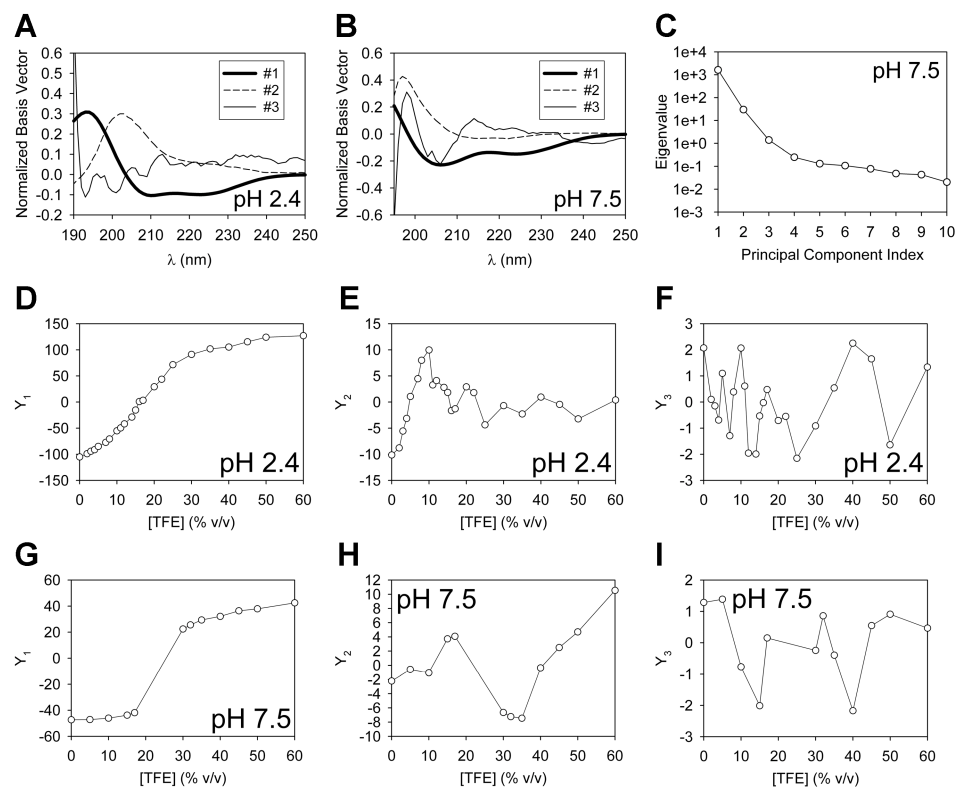 A
Normalized Basis Vector
0.6
0.5
0.4
0.3
0.2
0.1
0.0
-0.1
-0.2
#1
#2
#3
pH 2.4
190 200 210 220 230 240 250
λ (nm)
B
Normalized Basis Vector
0.6
0.4
0.2
0.0
-0.2
-0.4
-0.6
#1
#2
#3
pH 7.5
200 210 220 230 240 250
λ (nm)
C
Eigenvalue
1e+4
1e+3
1e+2
1e+1
1e+0
1e-1
1e-2
1e-3
pH 7.5
1 2 3 4 5 6 7 8 9 10
Principal Component Index
D
Y1
150
100
50
0
-50
-100
-150
pH 2.4
0 10 20 30 40 50 60
[TFE] (% v/v)
E
Y2
15
10
5
0
-5
-10
-15
pH 2.4
0 10 20 30 40 50 60
[TFE] (% v/v)
F
Y3
3
2
1
0
-1
-2
-3
pH 2.4
0 10 20 30 40 50 60
[TFE] (% v/v)
G
Y1
60
40
20
0
-20
-40
-60
pH 7.5
0 10 20 30 40 50 60
[TFE] (% v/v)
H
Y2
12
10
8
6
4
2
0
-2
-4
-6
-8
-10
pH 7.5
0 10 20 30 40 50 60
[TFE] (% v/v)
I
Y3
2
1
0
-1
-2
-3
pH 7.5
0 10 20 30 40 50 60
[TFE] (% v/v)